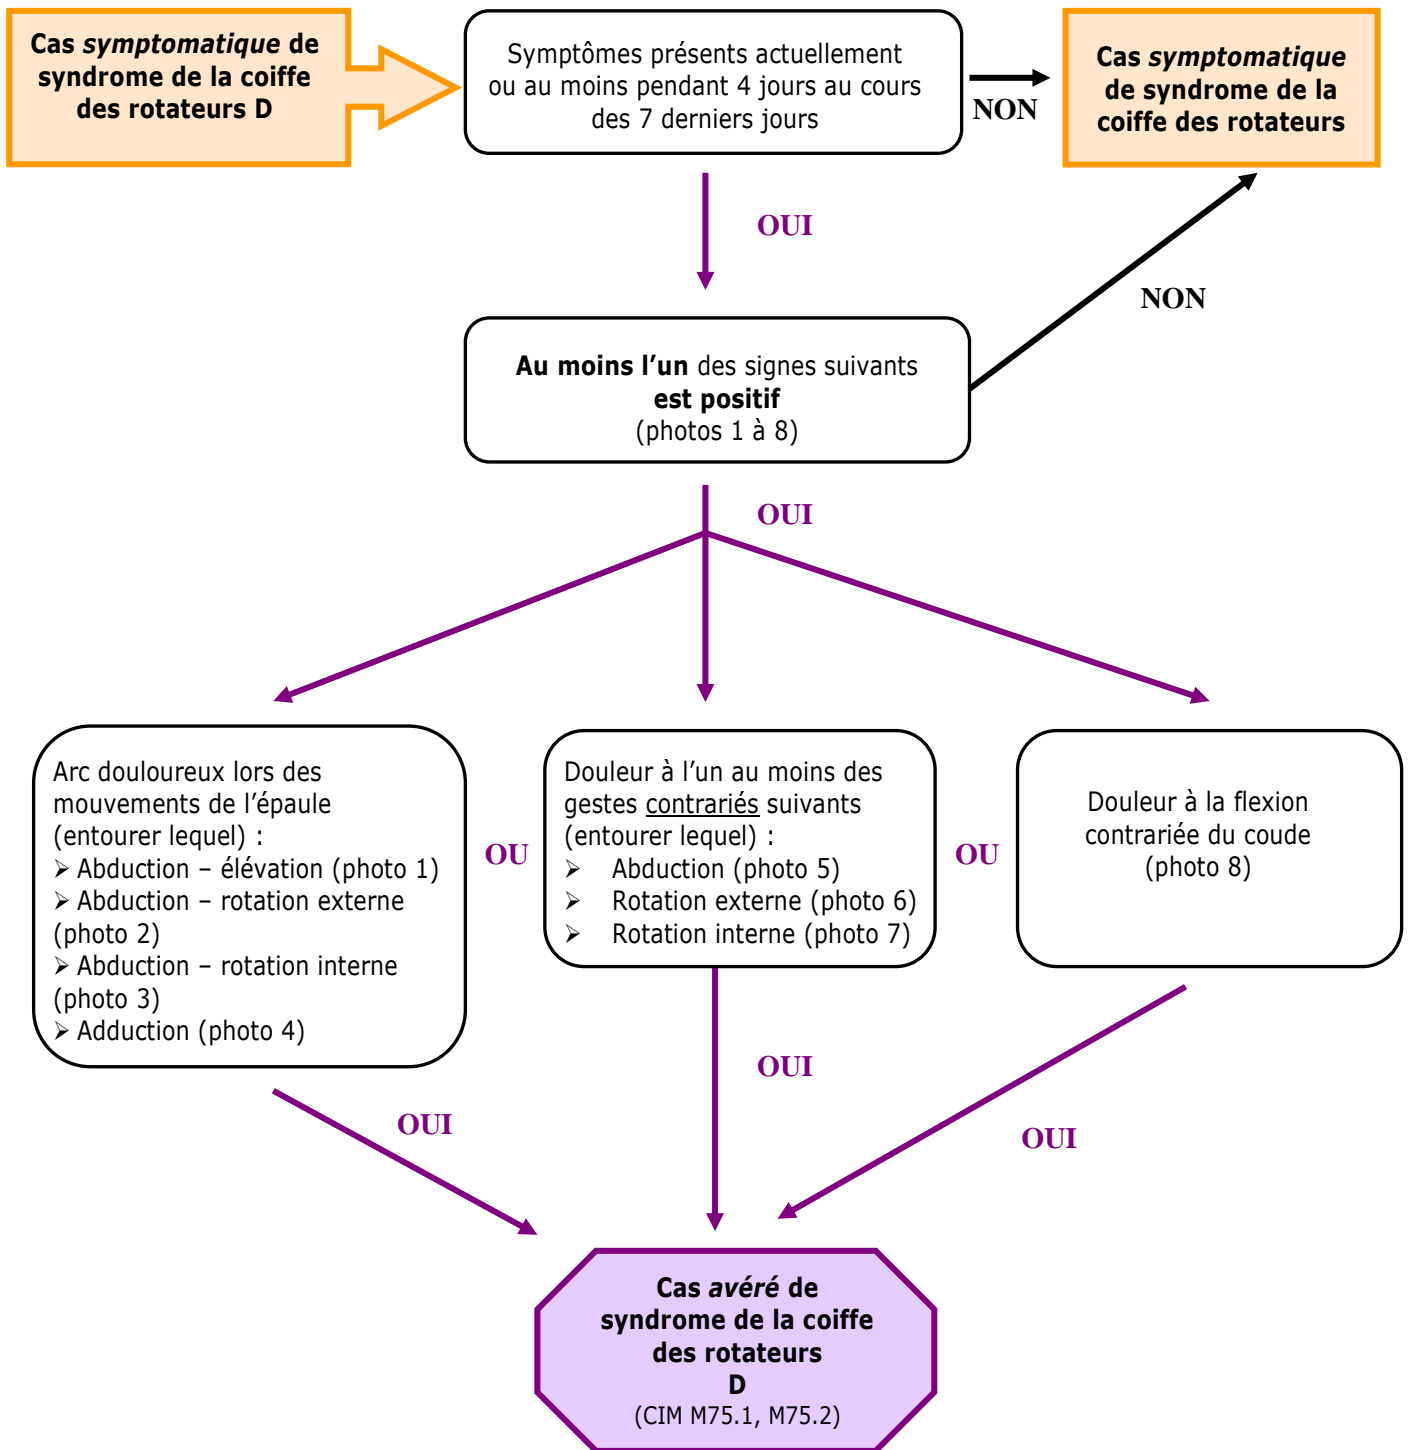 Cas symptomatique de
syndrome de la coiffe
des rotateurs D
Symptômes présents actuellement
ou au moins pendant 4 jours au cours
des 7 derniers jours
NON
Cas symptomatique
de syndrome de la
coiffe des rotateurs
OUI
NON
Au moins l’un des signes suivants
est positif
(photos 1 à 8)
OUI
Arc douloureux lors des
mouvements de l’épaule
(entourer lequel) :
➢ Abduction – élévation (photo 1)
➢ Abduction – rotation externe
(photo 2)
➢ Abduction – rotation interne
(photo 3)
➢ Adduction (photo 4)
OU
Douleur à l’un au moins des
gestes contrariés suivants
(entourer lequel) :
➢ Abduction (photo 5)
➢ Rotation externe (photo 6)
➢ Rotation interne (photo 7)
OU
Douleur à la flexion
contrariée du coude
(photo 8)
OUI
OUI
OUI
Cas avéré de
syndrome de la coiffe
des rotateurs
D
(CIM M75.1, M75.2)